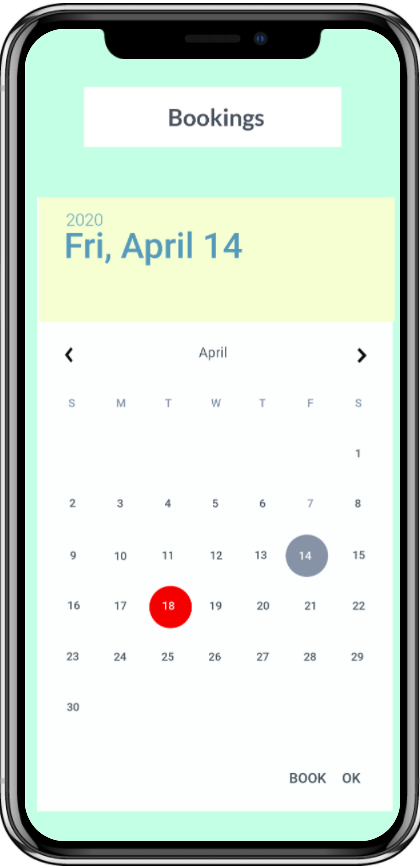 Bookings
2020
Fri, April 14
April
S M T W T F S
1
2 3 4 5 6 7 8
9 10 11 12 13 14 15
16 17 18 19 20 21 22
23 24 25 26 27 28 29
30
BOOK OK